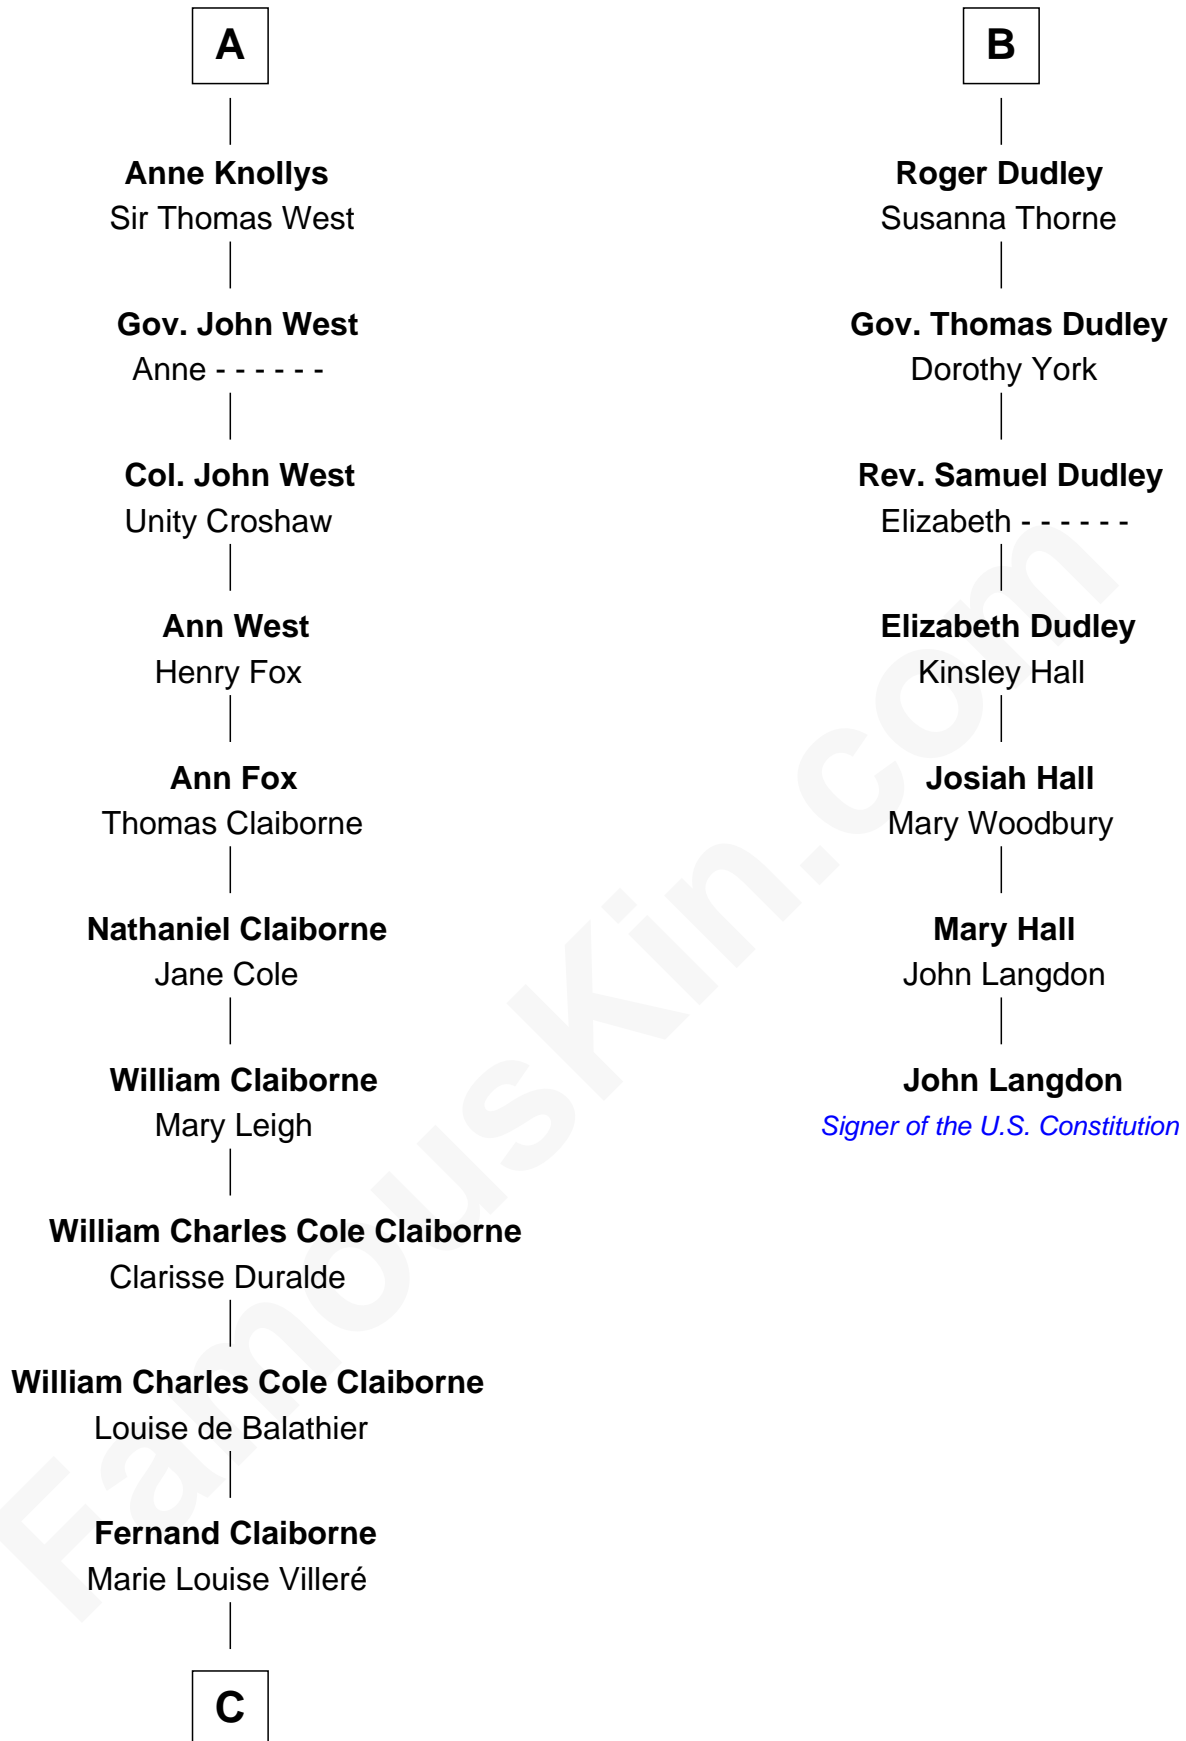 A
Anne Knollys
Sir Thomas West
Gov. John West
Anne - - - - - -
Col. John West
Unity Croshaw
Ann West
Henry Fox
Ann Fox
Thomas Claiborne
Nathaniel Claiborne
Jane Cole
William Claiborne
Mary Leigh
William Charles Cole Claiborne
Clarisse Duralde
William Charles Cole Claiborne
Louise de Balathier
Fernand Claiborne
Marie Louise Villeré
C
B
Roger Dudley
Susanna Thorne
Gov. Thomas Dudley
Dorothy York
Rev. Samuel Dudley
Elizabeth - - - - - -
Elizabeth Dudley
Kinsley Hall
Josiah Hall
Mary Woodbury
Mary Hall
John Langdon
John Langdon
Signer of the U.S. Constitution
FamousKin.com